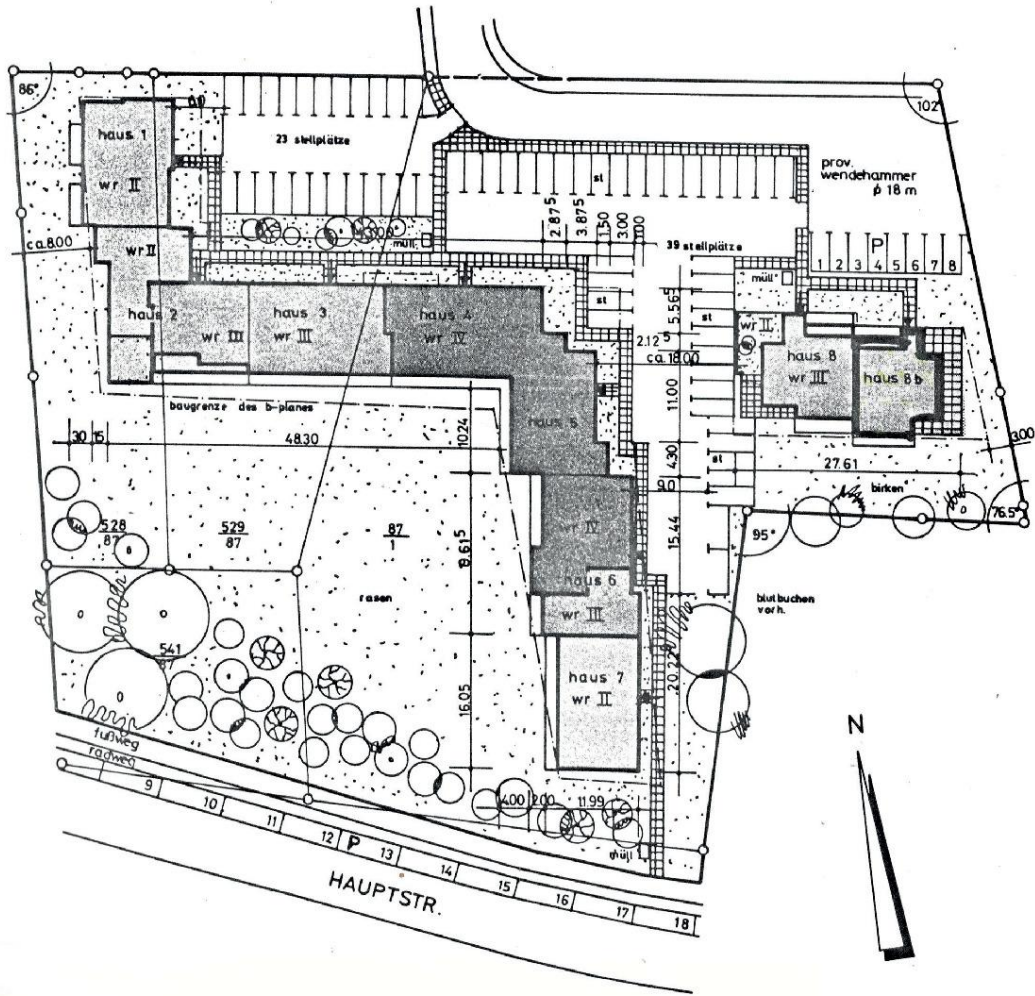 86°
102°
haus 1
wr II
23 stellplätze
st
prov.
wendehammer
ϕ 18 m
ca.8.00
wr II
müll
2.87⁵
3.87⁵
1.50
3.00
39 stellplätze
P
1 2 3 4 5 6 7 8
müll
haus 2
wr III
haus 3
wr III
haus 4
wr IV
st
5.565
st
2.12⁵
ca.18.00
wr II
haus 8
wr III
haus 8b
baugrenze des b-planes
haus 5
11.00
30
15
48.30
10.24
4.30
st
27.61
3.00
9.0
birken
76.5°
95°
528
87
529
87
87
1
wr IV
15.44
19.61⁵
rasen
haus 6
wr III
blutbuchen
vorh.
541
87
haus 7
wr II
20.22
16.05
N
fußweg
radweg
4.00
2.00
11.99
müll
9
10
11
12
P
13
14
15
16
17
18
HAUPTSTR.